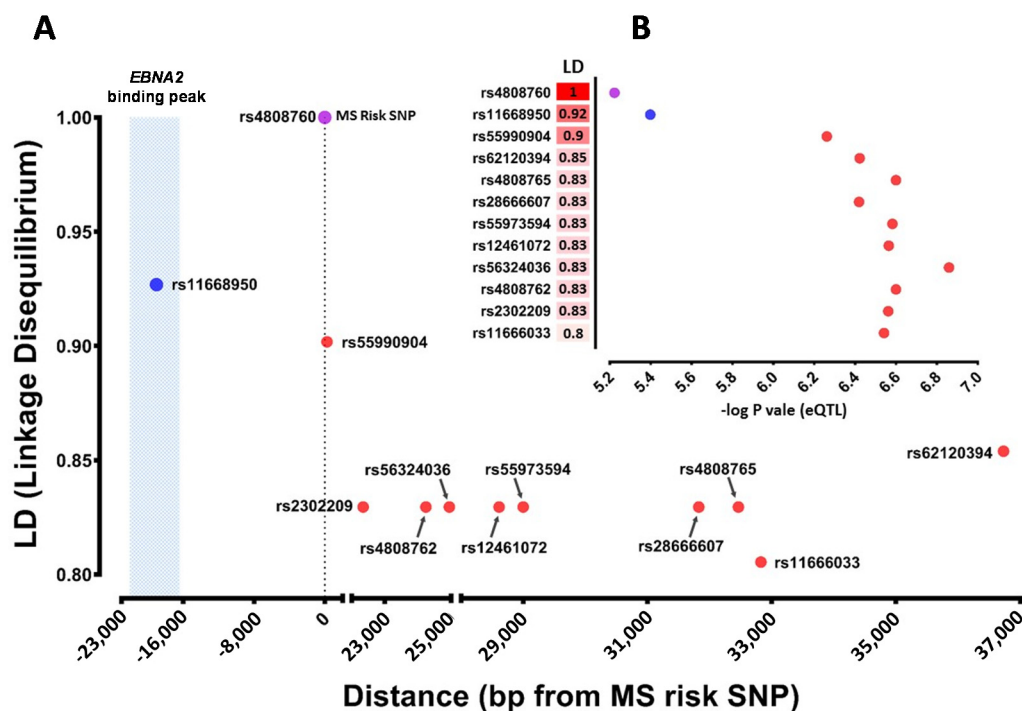 A
B
EBNA2
binding peak
LD
rs4808760 1
rs11668950 0.92
rs55990904 0.9
rs62120394 0.85
rs4808765 0.83
rs28666607 0.83
rs55973594 0.83
rs12461072 0.83
rs56324036 0.83
rs4808762 0.83
rs2302209 0.83
rs11666033 0.8
5.2 5.4 5.6 5.8 6.0 6.2 6.4 6.6 6.8 7.0
-log P vale (eQTL)
LD (Linkage Disequilibrium)
1.00
0.95
0.90
0.85
0.80
rs4808760 MS Risk SNP
rs11668950
rs55990904
rs62120394
rs56324036 rs55973594 rs4808765
rs2302209
rs4808762 rs12461072 rs28666607
rs11666033
-23,000 -16,000 -8,000 0 23,000 25,000 29,000 31,000 33,000 35,000 37,000
Distance (bp from MS risk SNP)